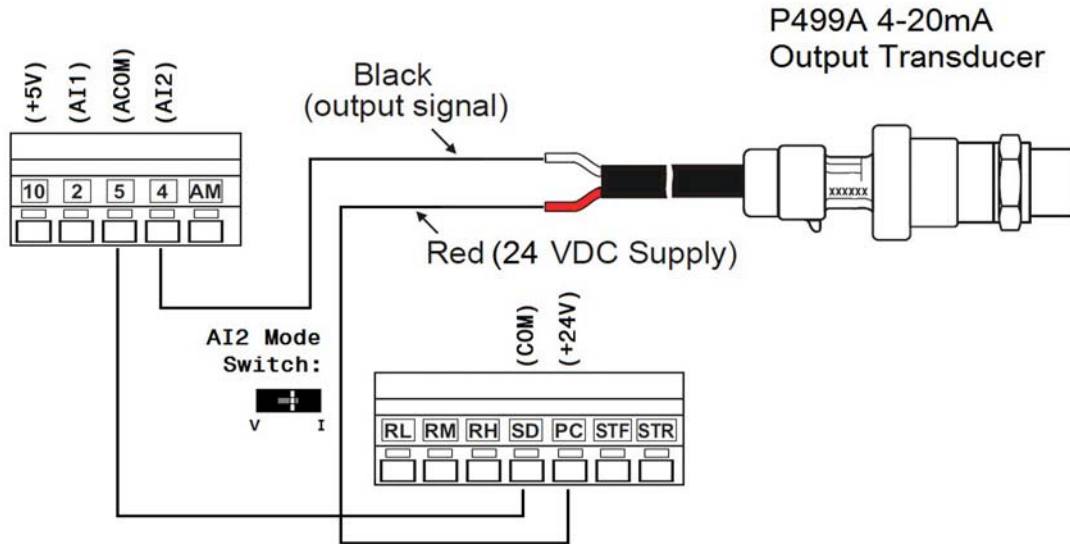 P499A 4-20mA
Output Transducer
(+5V)
(AI1)
(ACOM)
(AI2)
Black
(output signal)
10 2 5 4 AM
xxxxxx
Red (24 VDC Supply)
AI2 Mode
Switch:
V I
(COM)
(+24V)
RL RM RH SD PC STF STR